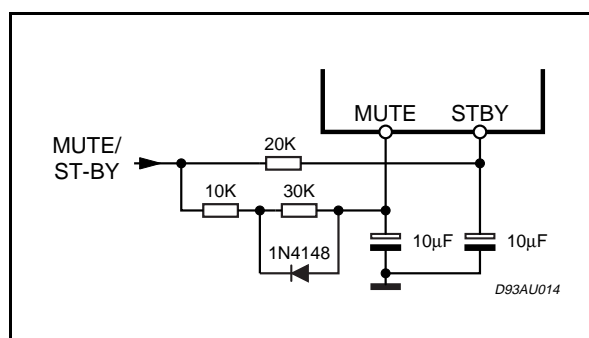 MUTE STBY
MUTE/
ST-BY
20K
10K 30K
10µF 10µF
1N4148
D93AU014